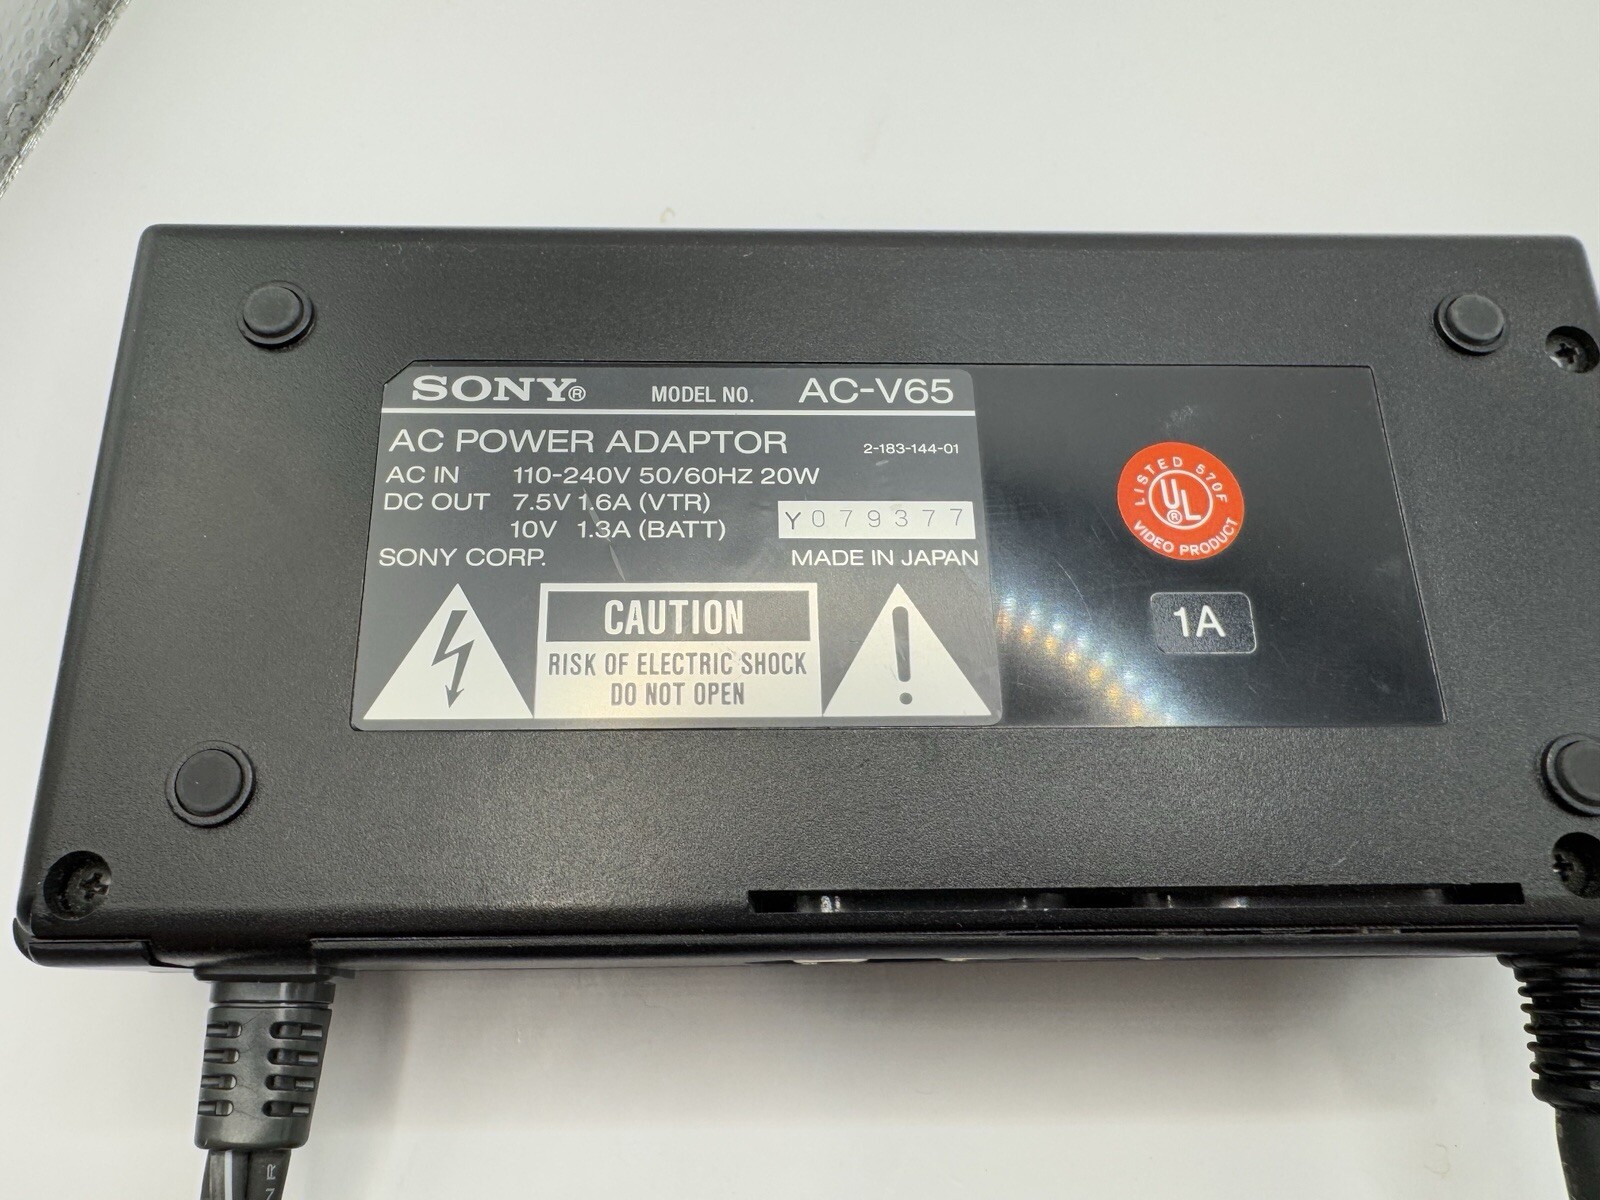 SONY® MODEL NO. AC-V65
AC POWER ADAPTOR 2-183-144-01
AC IN 110-240V 50/60HZ 20W
DC OUT 7.5V 1.6A (VTR)
10V 1.3A (BATT) Y079377
SONY CORP. MADE IN JAPAN
CAUTION
RISK OF ELECTRIC SHOCK
DO NOT OPEN
LISTED 570F
UL®
VIDEO PRODUCT
1A